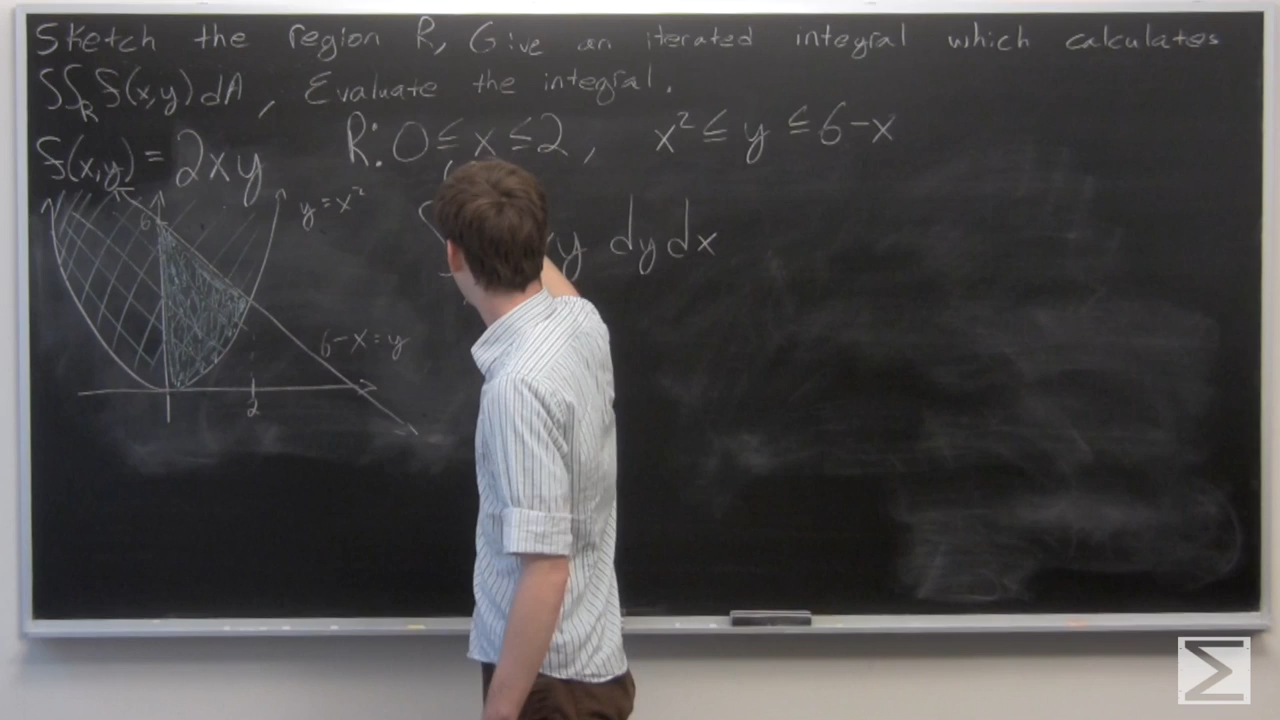 Sketch the region R, Give an iterated integral which calculates
∫∫_R f(x,y) dA, Evaluate the integral.
f(x,y) = 2xy R: 0 ≤ x ≤ 2, x² ≤ y ≤ 6-x
y = x²
6
y dy dx
6-x = y
2
Σ